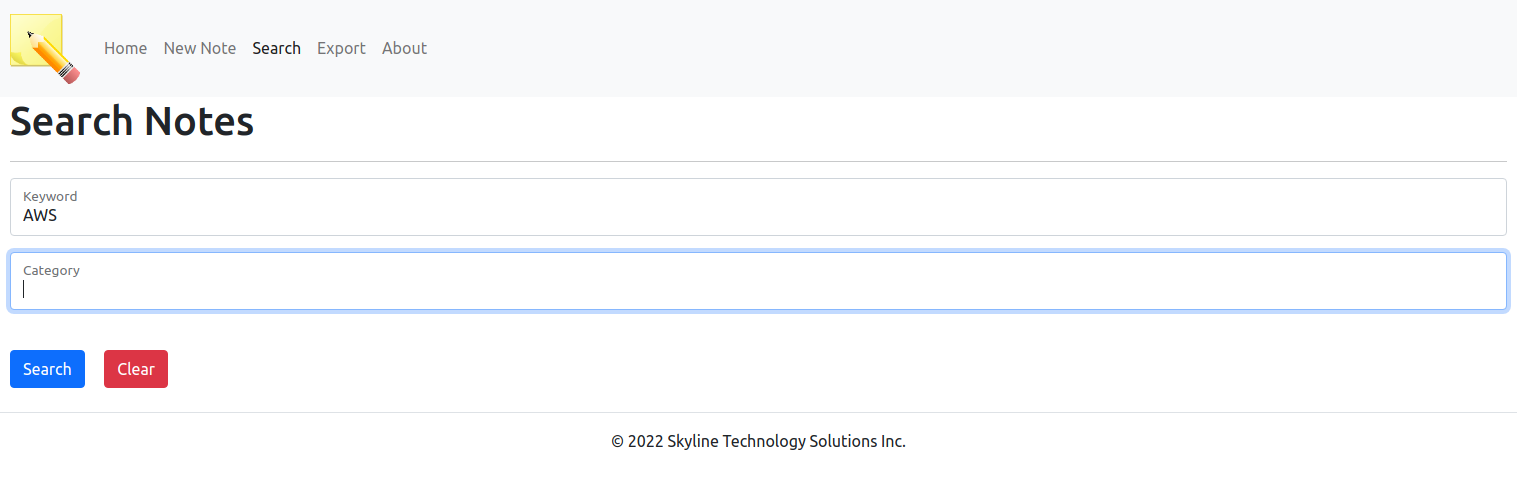 Home New Note Search Export About
Search Notes
Keyword
AWS
Category
Search Clear
© 2022 Skyline Technology Solutions Inc.